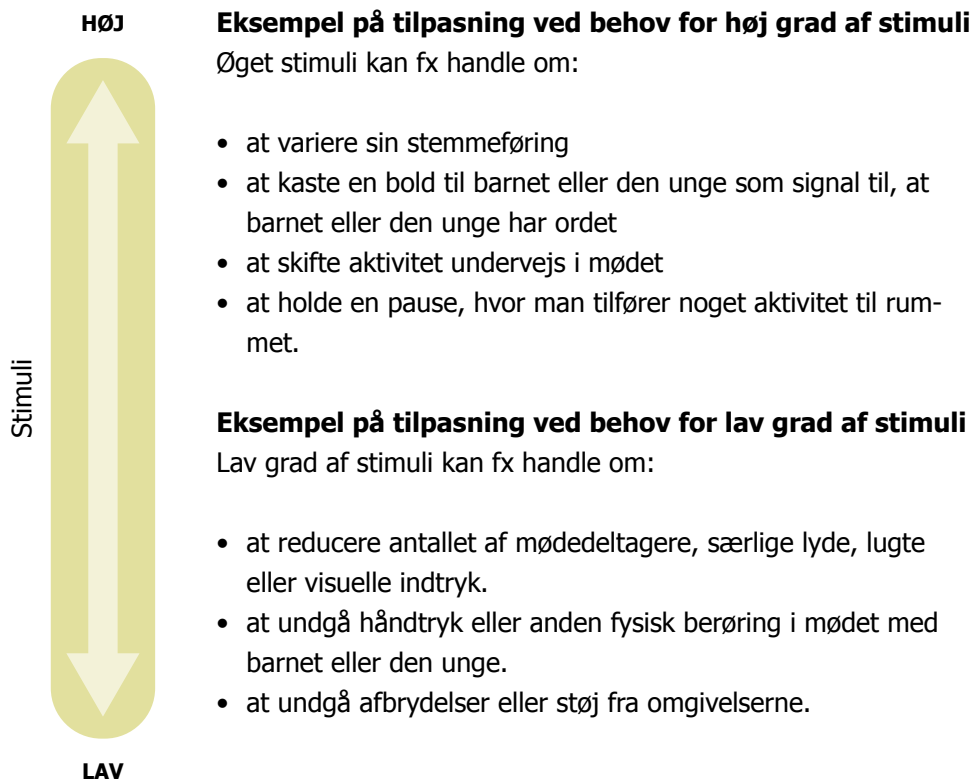 HØJ
Eksempel på tilpasning ved behov for høj grad af stimuli
Øget stimuli kan fx handle om:
• at variere sin stemmeføring
• at kaste en bold til barnet eller den unge som signal til, at
barnet eller den unge har ordet
• at skifte aktivitet undervejs i mødet
• at holde en pause, hvor man tilfører noget aktivitet til rum-
met.
Stimuli
Eksempel på tilpasning ved behov for lav grad af stimuli
Lav grad af stimuli kan fx handle om:
• at reducere antallet af mødedeltagere, særlige lyde, lugte
eller visuelle indtryk.
• at undgå håndtryk eller anden fysisk berøring i mødet med
barnet eller den unge.
• at undgå afbrydelser eller støj fra omgivelserne.
LAV